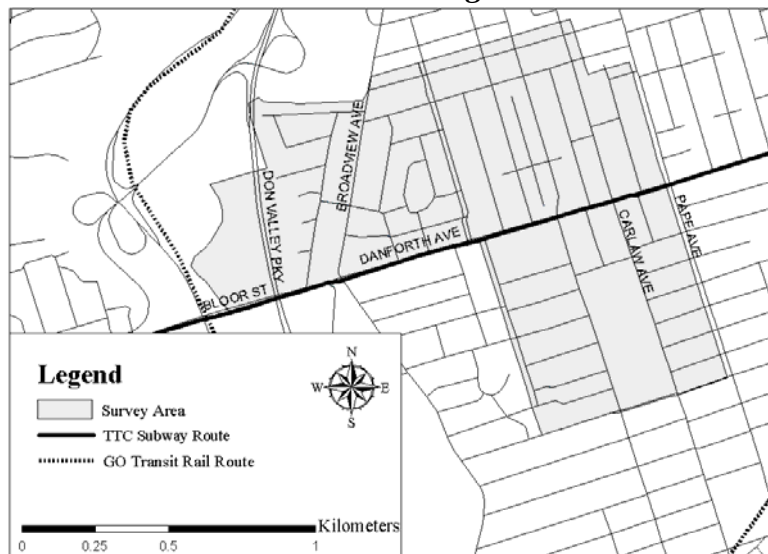 BROADVIEW AVE
DON VALLEY PKY
DANFORTH AVE
BLOOR ST
CARLAW AVE
PAPE AVE
Legend
Survey Area
TTC Subway Route
GO Transit Rail Route
N
W E
S
Kilometers
0 0.25 0.5 1